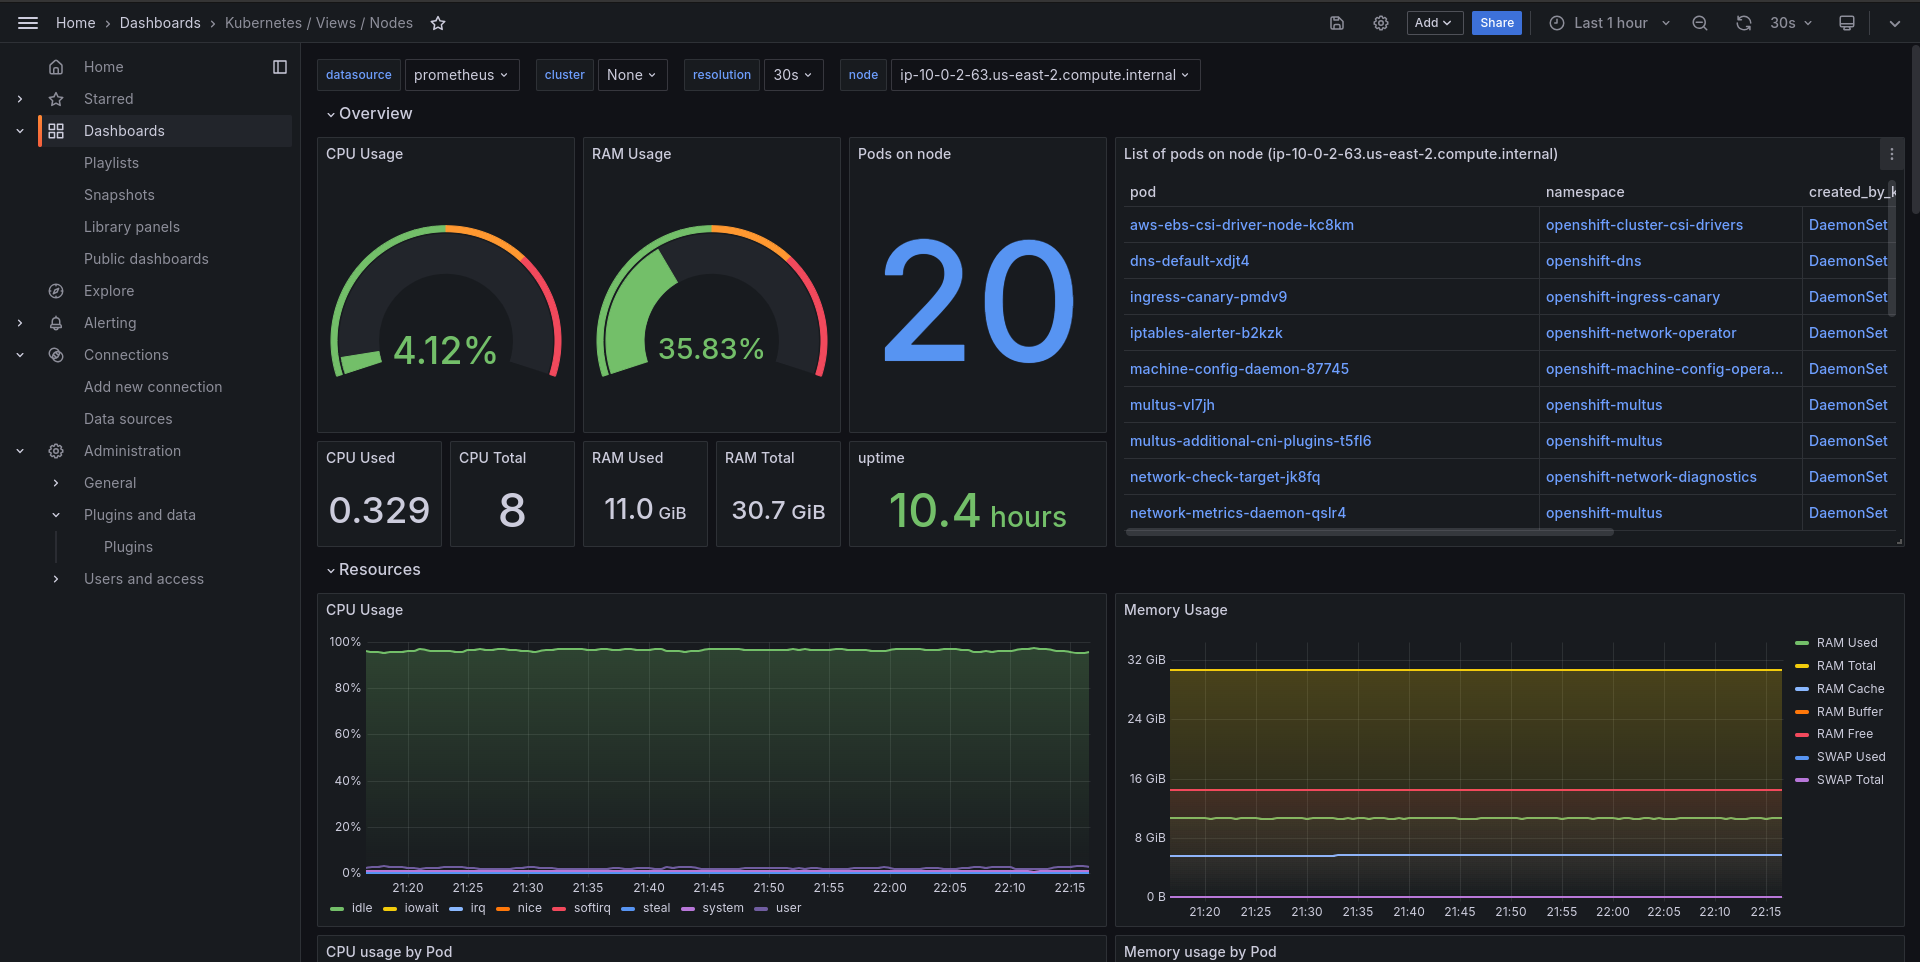 Home › Dashboards › Kubernetes / Views / Nodes
Add
Share
Last 1 hour
30s
Home
Starred
Dashboards
Playlists
Snapshots
Library panels
Public dashboards
Explore
Alerting
Connections
Add new connection
Data sources
Administration
General
Plugins and data
Plugins
Users and access
datasource prometheus cluster None resolution 30s node ip-10-0-2-63.us-east-2.compute.internal
Overview
CPU Usage
4.12%
RAM Usage
35.83%
Pods on node
20
CPU Used
0.329
CPU Total
8
RAM Used
11.0 GiB
RAM Total
30.7 GiB
uptime
10.4 hours
List of pods on node (ip-10-0-2-63.us-east-2.compute.internal)
pod namespace created_by_k
aws-ebs-csi-driver-node-kc8km openshift-cluster-csi-drivers DaemonSet
dns-default-xdjt4 openshift-dns DaemonSet
ingress-canary-pmdv9 openshift-ingress-canary DaemonSet
iptables-alerter-b2kzk openshift-network-operator DaemonSet
machine-config-daemon-87745 openshift-machine-config-opera... DaemonSet
multus-vl7jh openshift-multus DaemonSet
multus-additional-cni-plugins-t5fl6 openshift-multus DaemonSet
network-check-target-jk8fq openshift-network-diagnostics DaemonSet
network-metrics-daemon-qslr4 openshift-multus DaemonSet
Resources
CPU Usage
100%
80%
60%
40%
20%
0%
21:20 21:25 21:30 21:35 21:40 21:45 21:50 21:55 22:00 22:05 22:10 22:15
idle iowait irq nice softirq steal system user
Memory Usage
32 GiB
24 GiB
16 GiB
8 GiB
0 B
21:20 21:25 21:30 21:35 21:40 21:45 21:50 21:55 22:00 22:05 22:10 22:15
RAM Used
RAM Total
RAM Cache
RAM Buffer
RAM Free
SWAP Used
SWAP Total
CPU usage by Pod
Memory usage by Pod